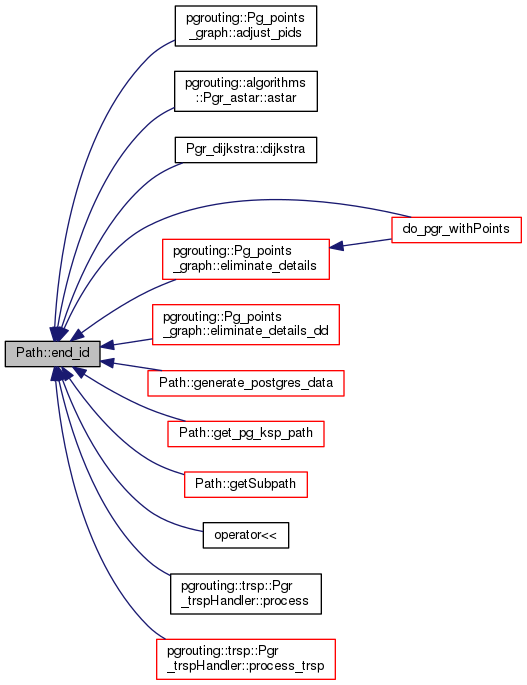 pgrouting::Pg_points
_graph::adjust_pids
pgrouting::algorithms
::Pgr_astar::astar
Pgr_dijkstra::dijkstra
do_pgr_withPoints
pgrouting::Pg_points
_graph::eliminate_details
pgrouting::Pg_points
_graph::eliminate_details_dd
Path::end_id
Path::generate_postgres_data
Path::get_pg_ksp_path
Path::getSubpath
operator<<
pgrouting::trsp::Pgr
_trspHandler::process
pgrouting::trsp::Pgr
_trspHandler::process_trsp